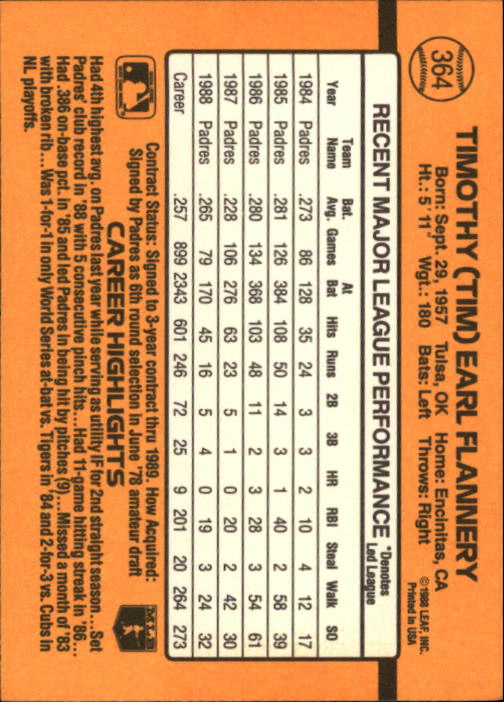 364
TIMOTHY (TIM) EARL FLANNERY
Born: Sept. 29, 1957 Tulsa, OK Home: Encinitas, CA
Ht.: 5' 11" Wgt.: 180 Bats: Left Throws: Right
©1988 LEAF, INC.
Printed in USA
RECENT MAJOR LEAGUE PERFORMANCE *Denotes Led League
Year Team Name Bat. Avg. Games At Bat Hits Runs 2B 3B HR RBI Steal Walk SO
1984 Padres .273 86 128 35 24 3 3 2 10 4 12 17
1985 Padres .281 126 384 108 50 14 3 1 40 2 58 39
1986 Padres .280 134 368 103 48 11 2 3 28 3 54 61
1987 Padres .228 106 276 63 23 5 1 0 20 2 42 30
1988 Padres .265 79 170 45 16 5 4 0 19 3 24 32
Career .257 899 2343 601 246 72 25 9 201 20 264 273
Contract Status: Signed to 3-year contract thru 1989. How Acquired:
Signed by Padres as 6th round selection in June '78 amateur draft
CAREER HIGHLIGHTS
MLB
Had 4th highest avg. on Padres last year while serving as utility IF for 2nd straight season...Set
Padres' club record in '88 with 5 consecutive pinch hits...Had 11-game hitting streak in '86...
Had .386 on-base pct. in '85 and led Padres in being hit by pitches (9)...Missed a month of '83
with broken rib...Was 1-for-1 in only World Series at-bat vs. Tigers in '84 and 2-for-3 vs. Cubs in
NL playoffs.